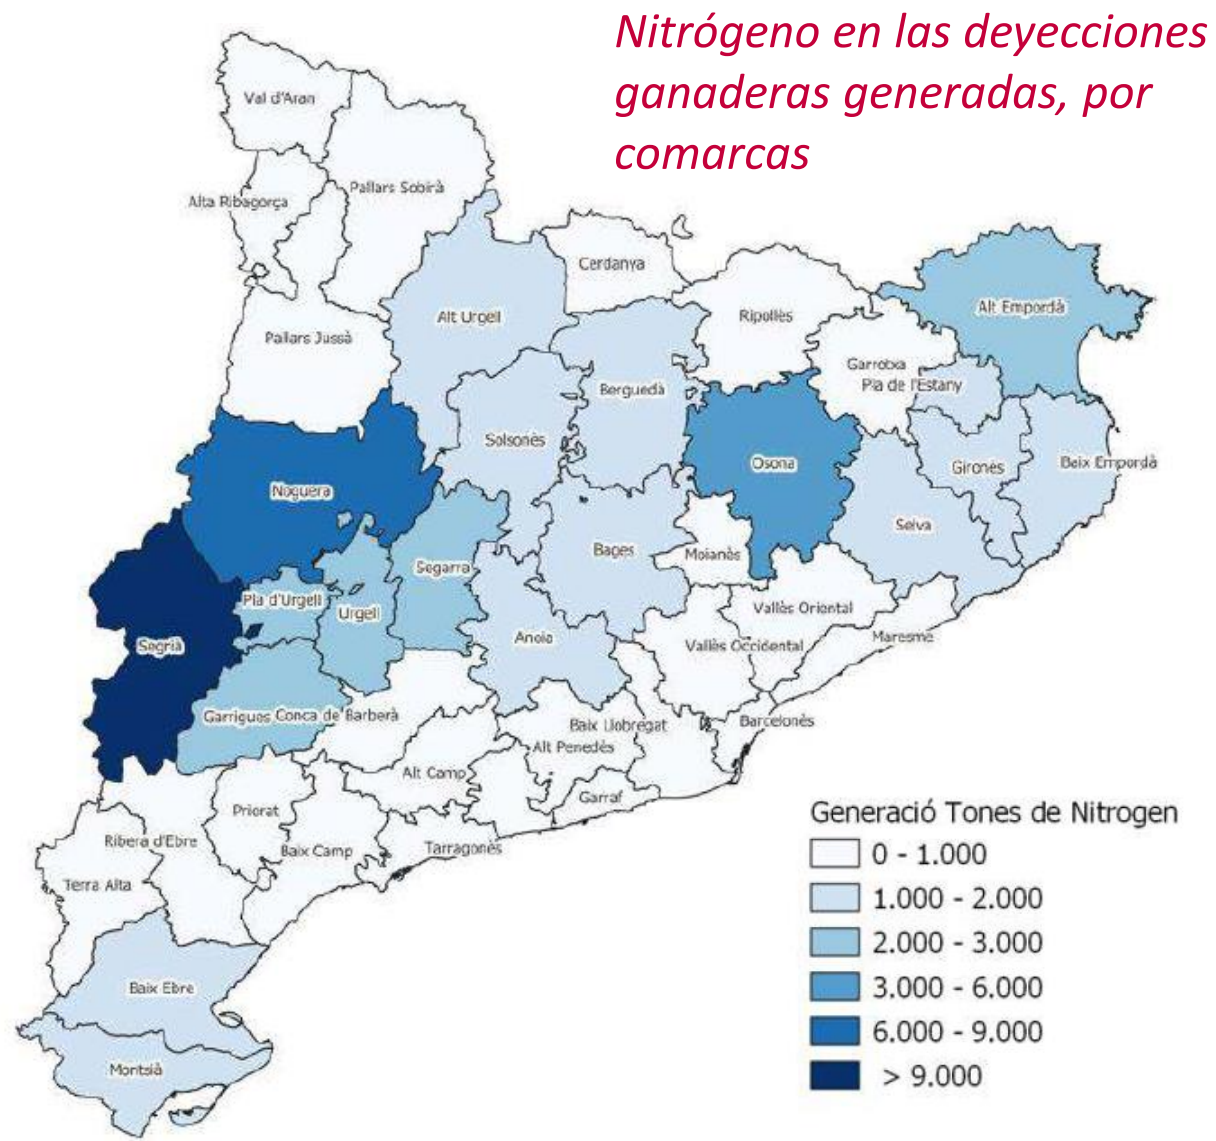 Nitrógeno en las deyecciones
ganaderas generadas, por
comarcas
Val d'Aran
Pallars Sobirà
Alta Ribagorça
Cerdanya
Alt Urgell
Ripollès
Alt Empordà
Pallars Jussà
Garrotxa
Pla de l'Estany
Berguedà
Solsonès
Osona
Gironès
Baix Empordà
Noguera
Selva
Bages
Moianès
Segarra
Pla d'Urgell
Urgell
Vallès Oriental
Anoia
Maresme
Segrià
Vallès Occidental
Garrigues
Conca de Barberà
Baix Llobregat
Barcelonès
Alt Penedès
Alt Camp
Garraf
Priorat
Ribera d'Ebre
Baix Camp
Tarragonès
Terra Alta
Baix Ebre
Montsià
Generació Tones de Nitrogen
0 - 1.000
1.000 - 2.000
2.000 - 3.000
3.000 - 6.000
6.000 - 9.000
> 9.000